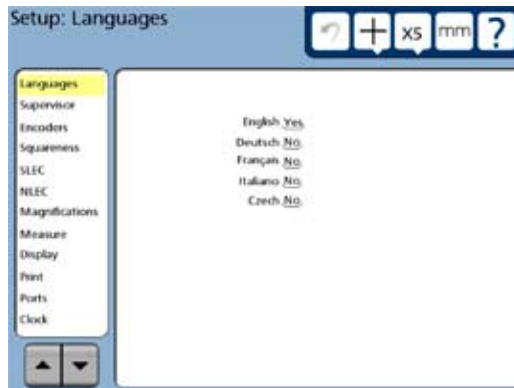 Setup: Languages
x5 mm ?
Languages
Supervisor
Encoders
Squareness
SLEC
NLEC
Magnifications
Measure
Display
Print
Ports
Clock
English Yes
Deutsch No
Français No
Italiano No
Czech No